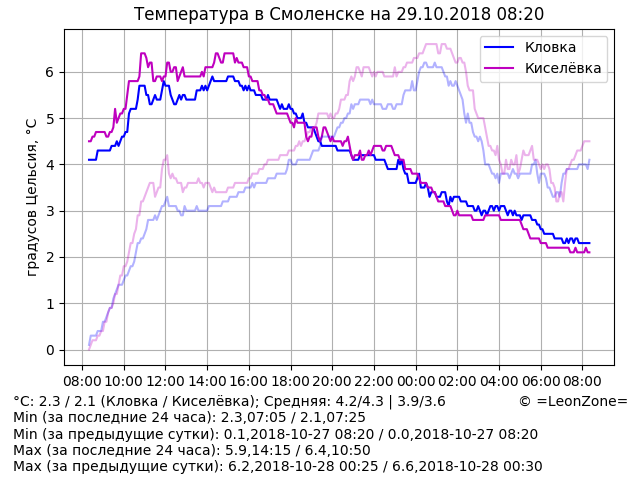 Температура в Смоленске на 29.10.2018 08:20
Кловка
Киселёвка
градусов Цельсия, °C
6
5
4
3
2
1
0
08:00 10:00 12:00 14:00 16:00 18:00 20:00 22:00 00:00 02:00 04:00 06:00 08:00
°C: 2.3 / 2.1 (Кловка / Киселёвка); Средняя: 4.2/4.3 | 3.9/3.6 © =LeonZone=
Min (за последние 24 часа): 2.3,07:05 / 2.1,07:25
Min (за предыдущие сутки): 0.1,2018-10-27 08:20 / 0.0,2018-10-27 08:20
Max (за последние 24 часа): 5.9,14:15 / 6.4,10:50
Max (за предыдущие сутки): 6.2,2018-10-28 00:25 / 6.6,2018-10-28 00:30